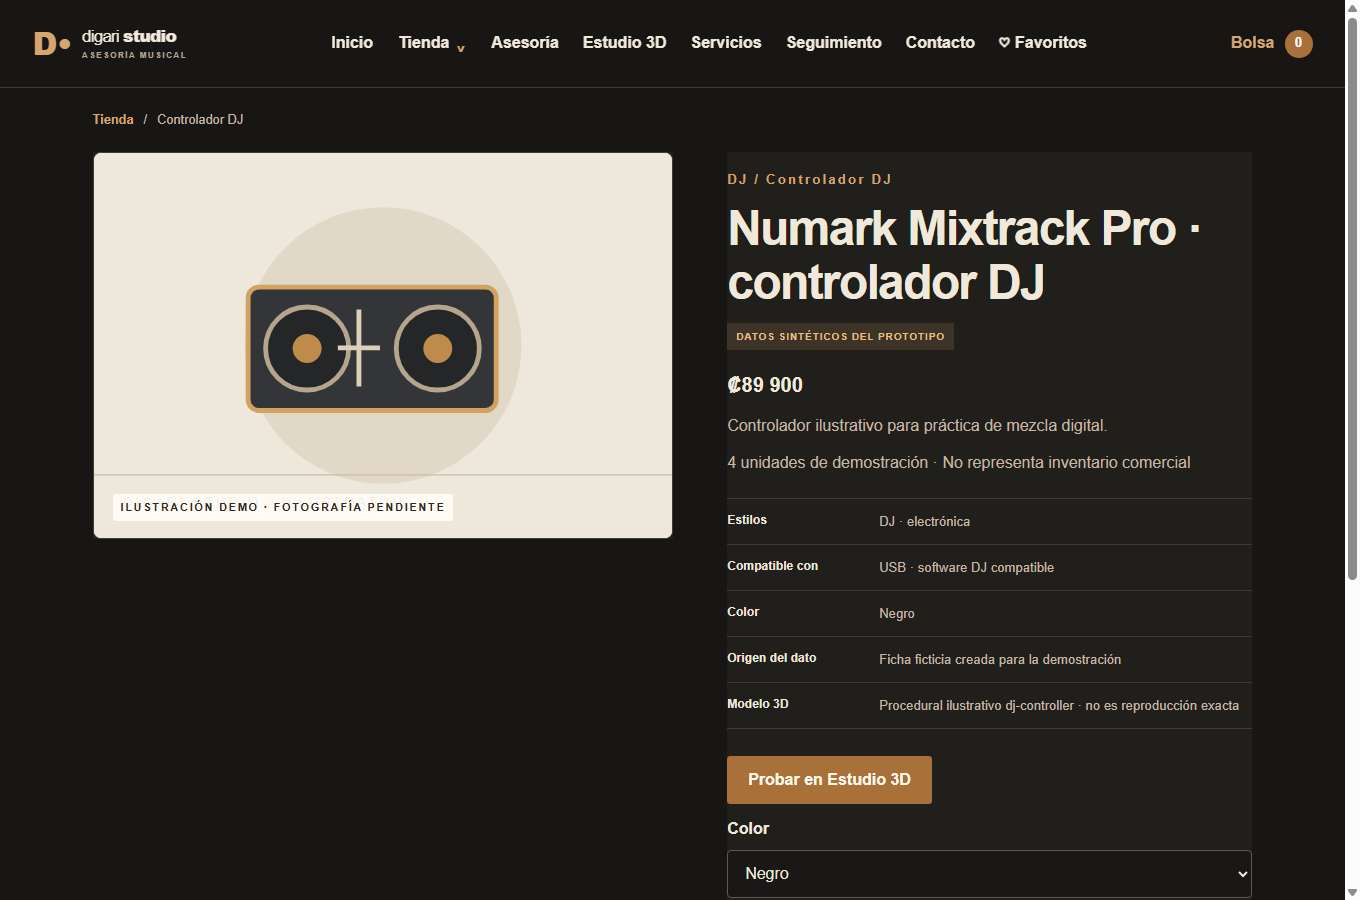 D
digari studio
ASESORÍA MUSICAL
Inicio
Tienda v
Asesoría
Estudio 3D
Servicios
Seguimiento
Contacto
♡ Favoritos
Bolsa 0
Tienda / Controlador DJ
ILUSTRACIÓN DEMO · FOTOGRAFÍA PENDIENTE
DJ / Controlador DJ
Numark Mixtrack Pro ·
controlador DJ
DATOS SINTÉTICOS DEL PROTOTIPO
₡89 900
Controlador ilustrativo para práctica de mezcla digital.
4 unidades de demostración · No representa inventario comercial
Estilos DJ · electrónica
Compatible con USB · software DJ compatible
Color Negro
Origen del dato Ficha ficticia creada para la demostración
Modelo 3D Procedural ilustrativo dj-controller · no es reproducción exacta
Probar en Estudio 3D
Color
Negro